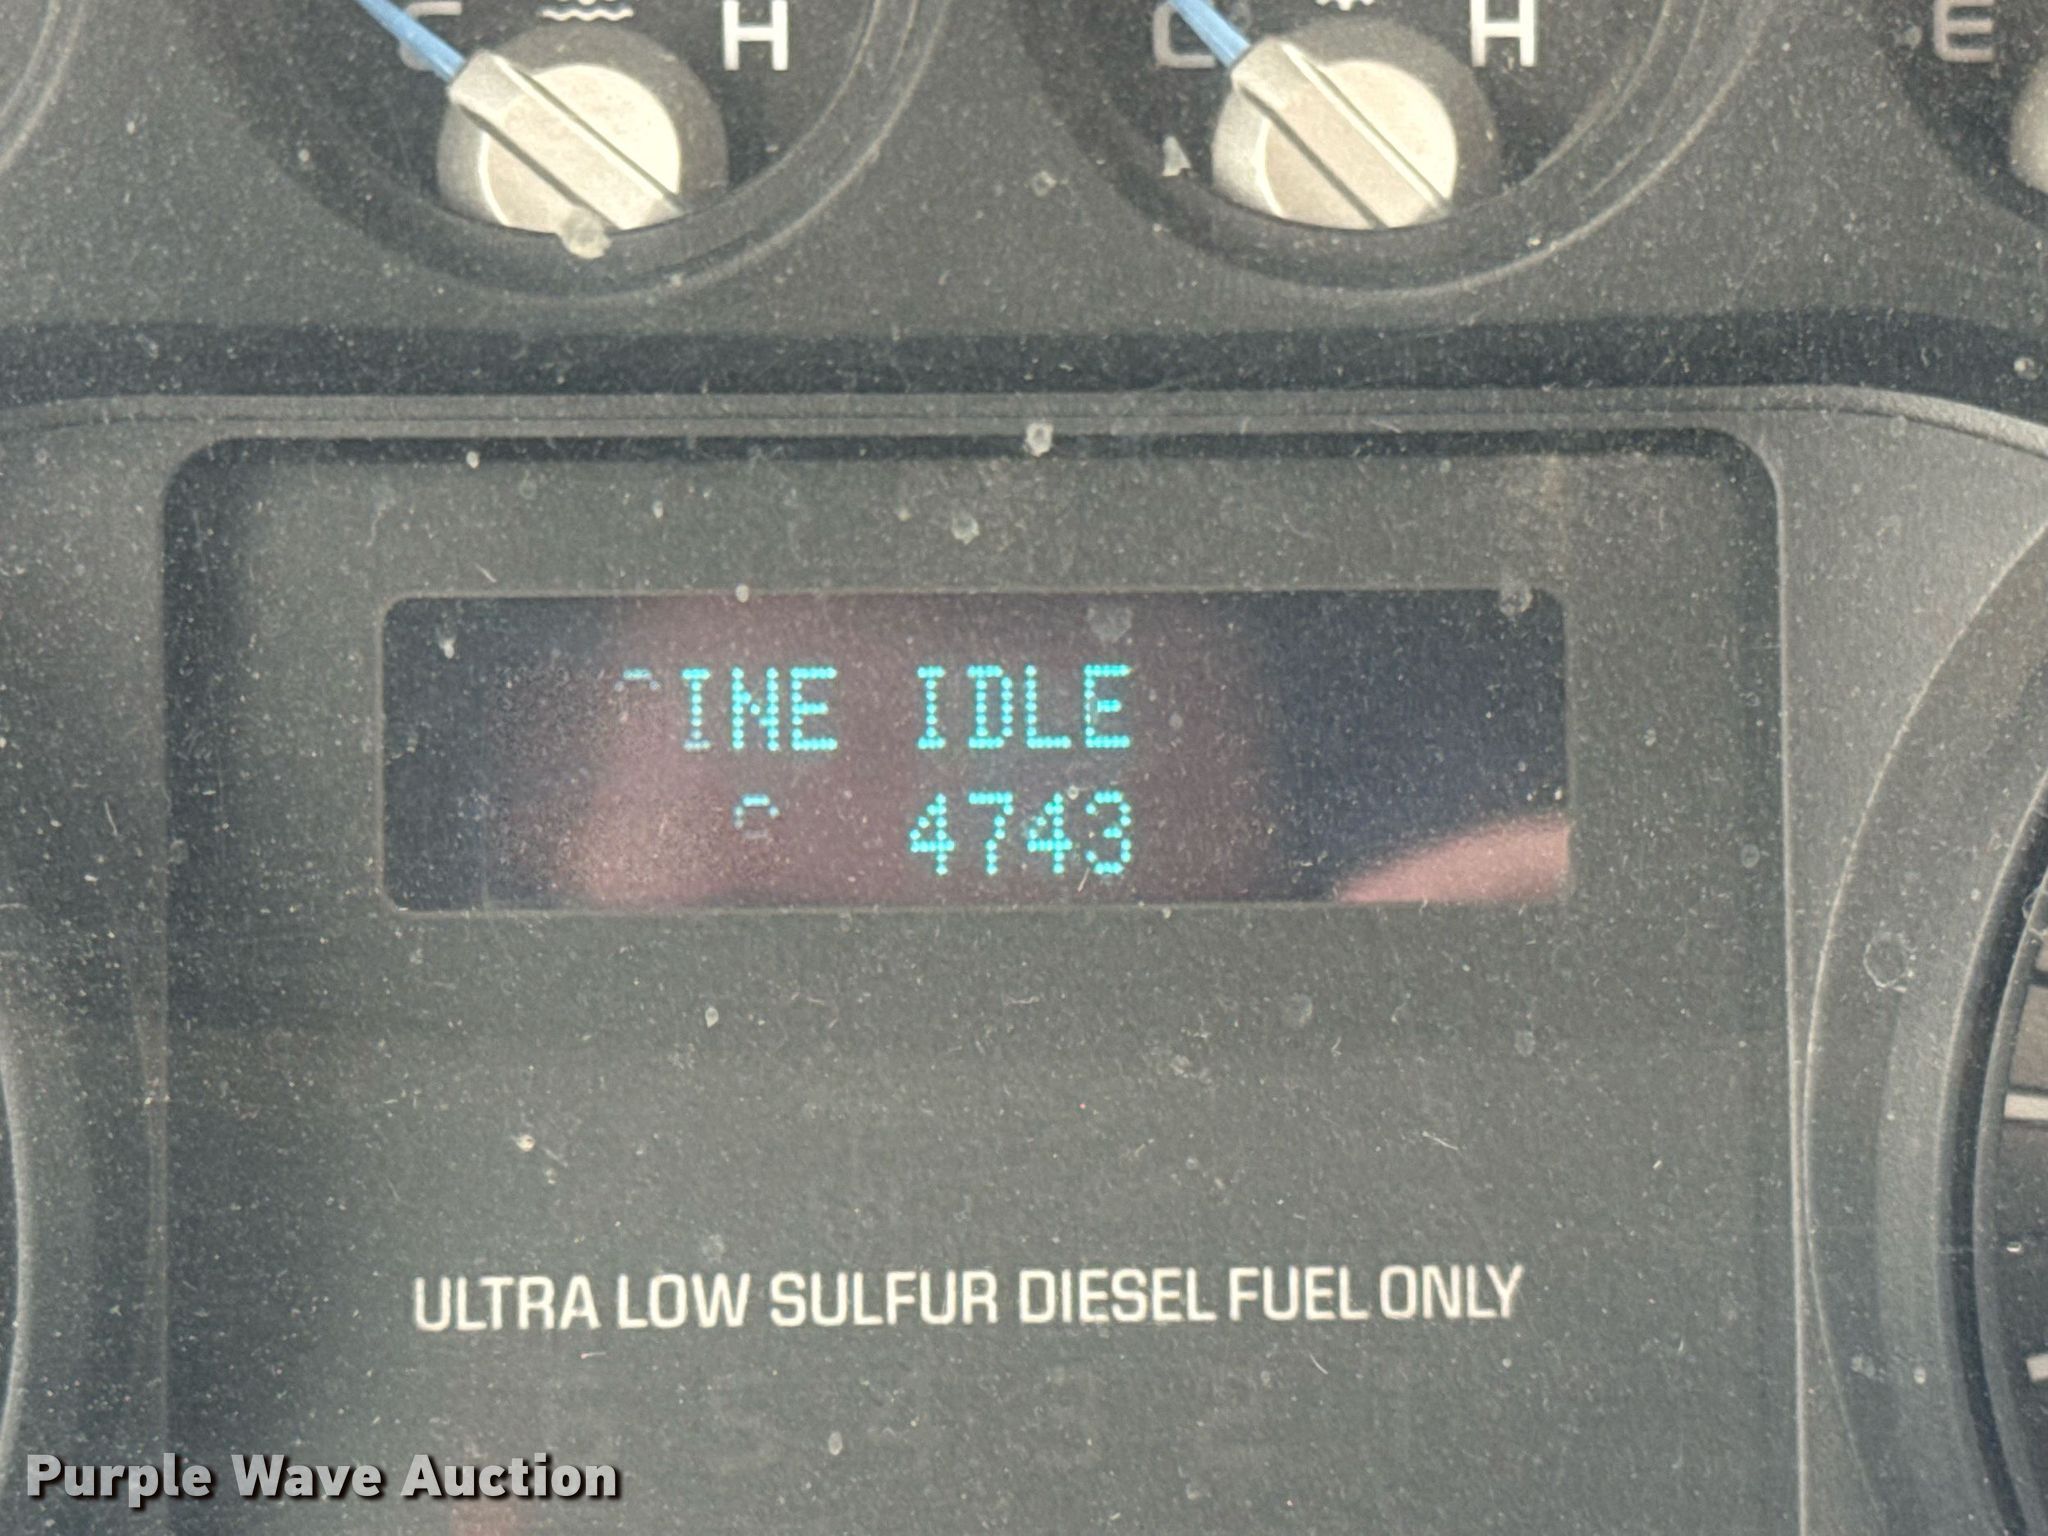 C H C H E
INE IDLE
4743
ULTRA LOW SULFUR DIESEL FUEL ONLY
Purple Wave Auction